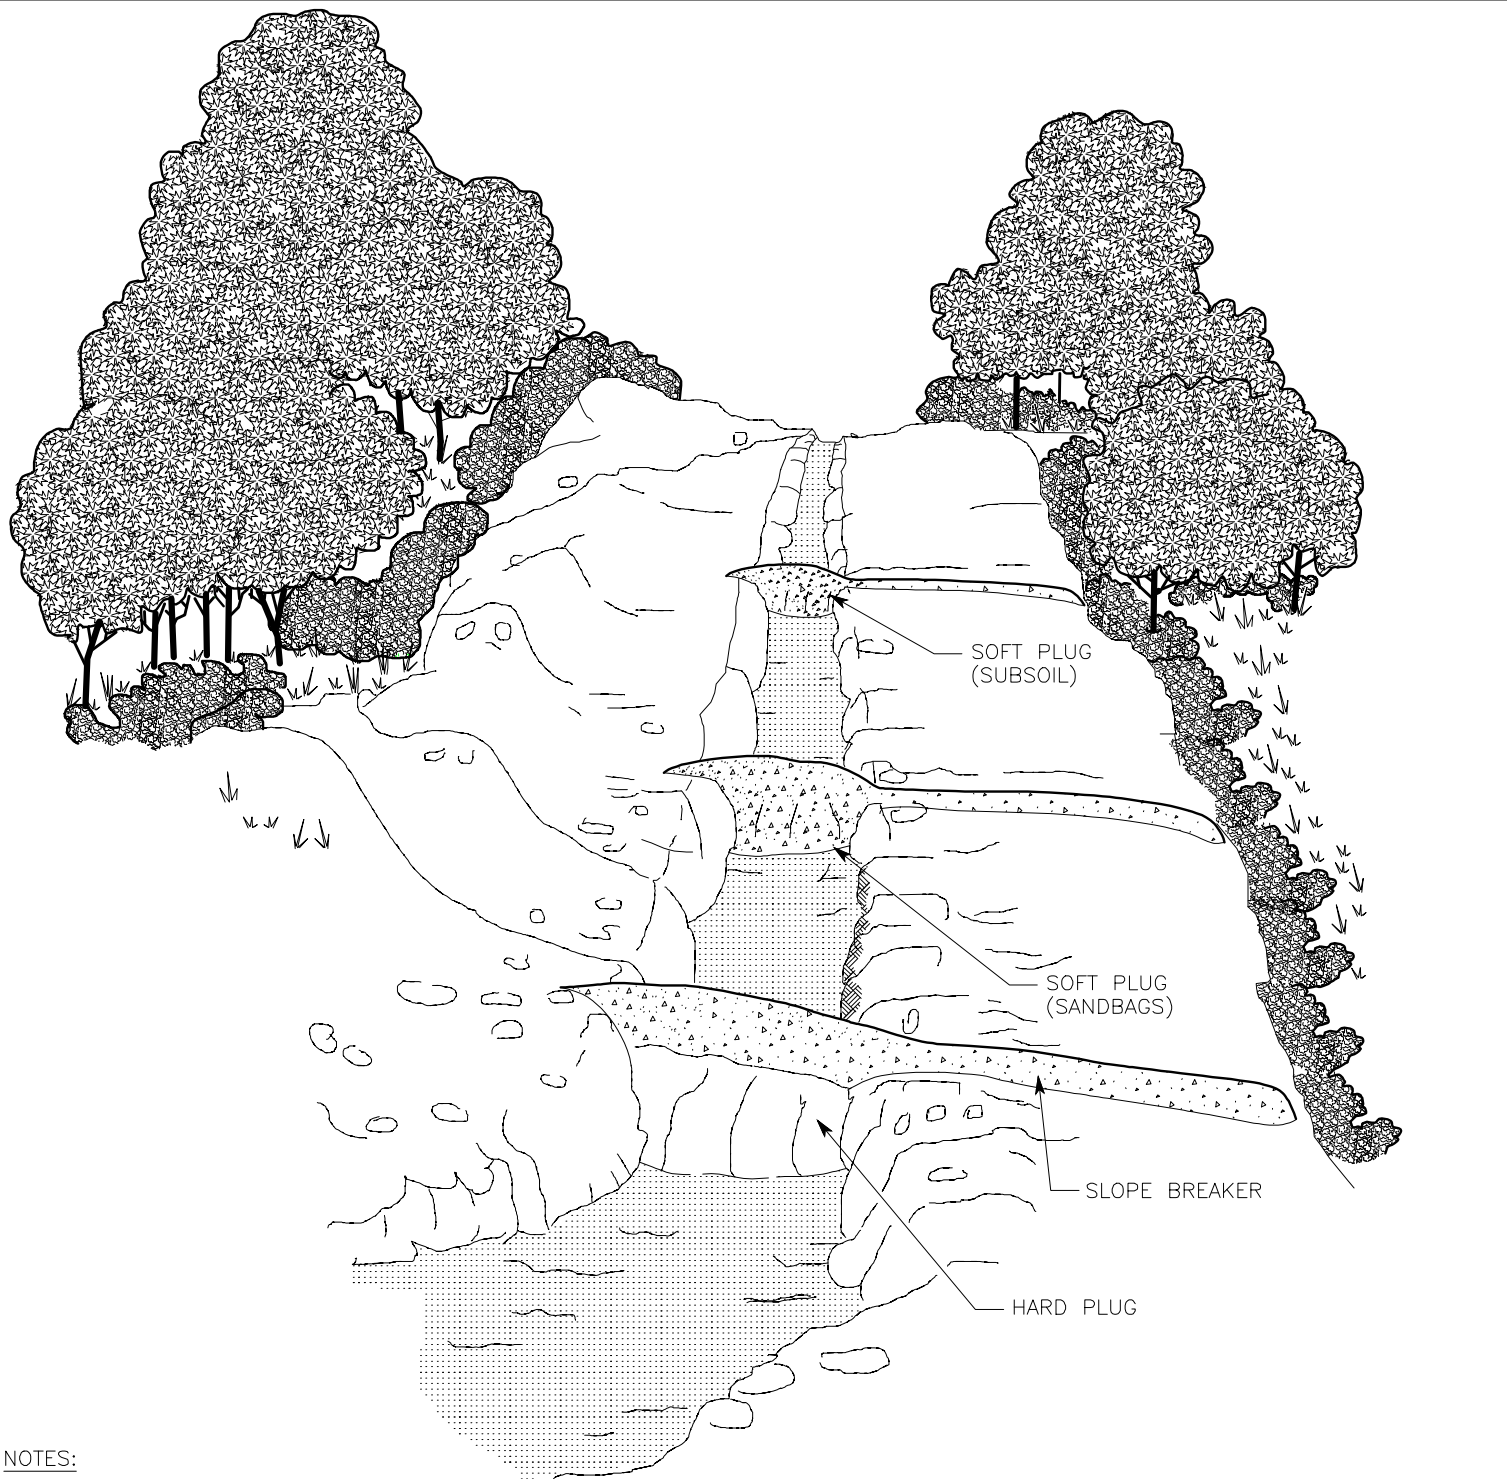 SOFT PLUG
(SUBSOIL)
SOFT PLUG
(SANDBAGS)
SLOPE BREAKER
HARD PLUG
NOTES: